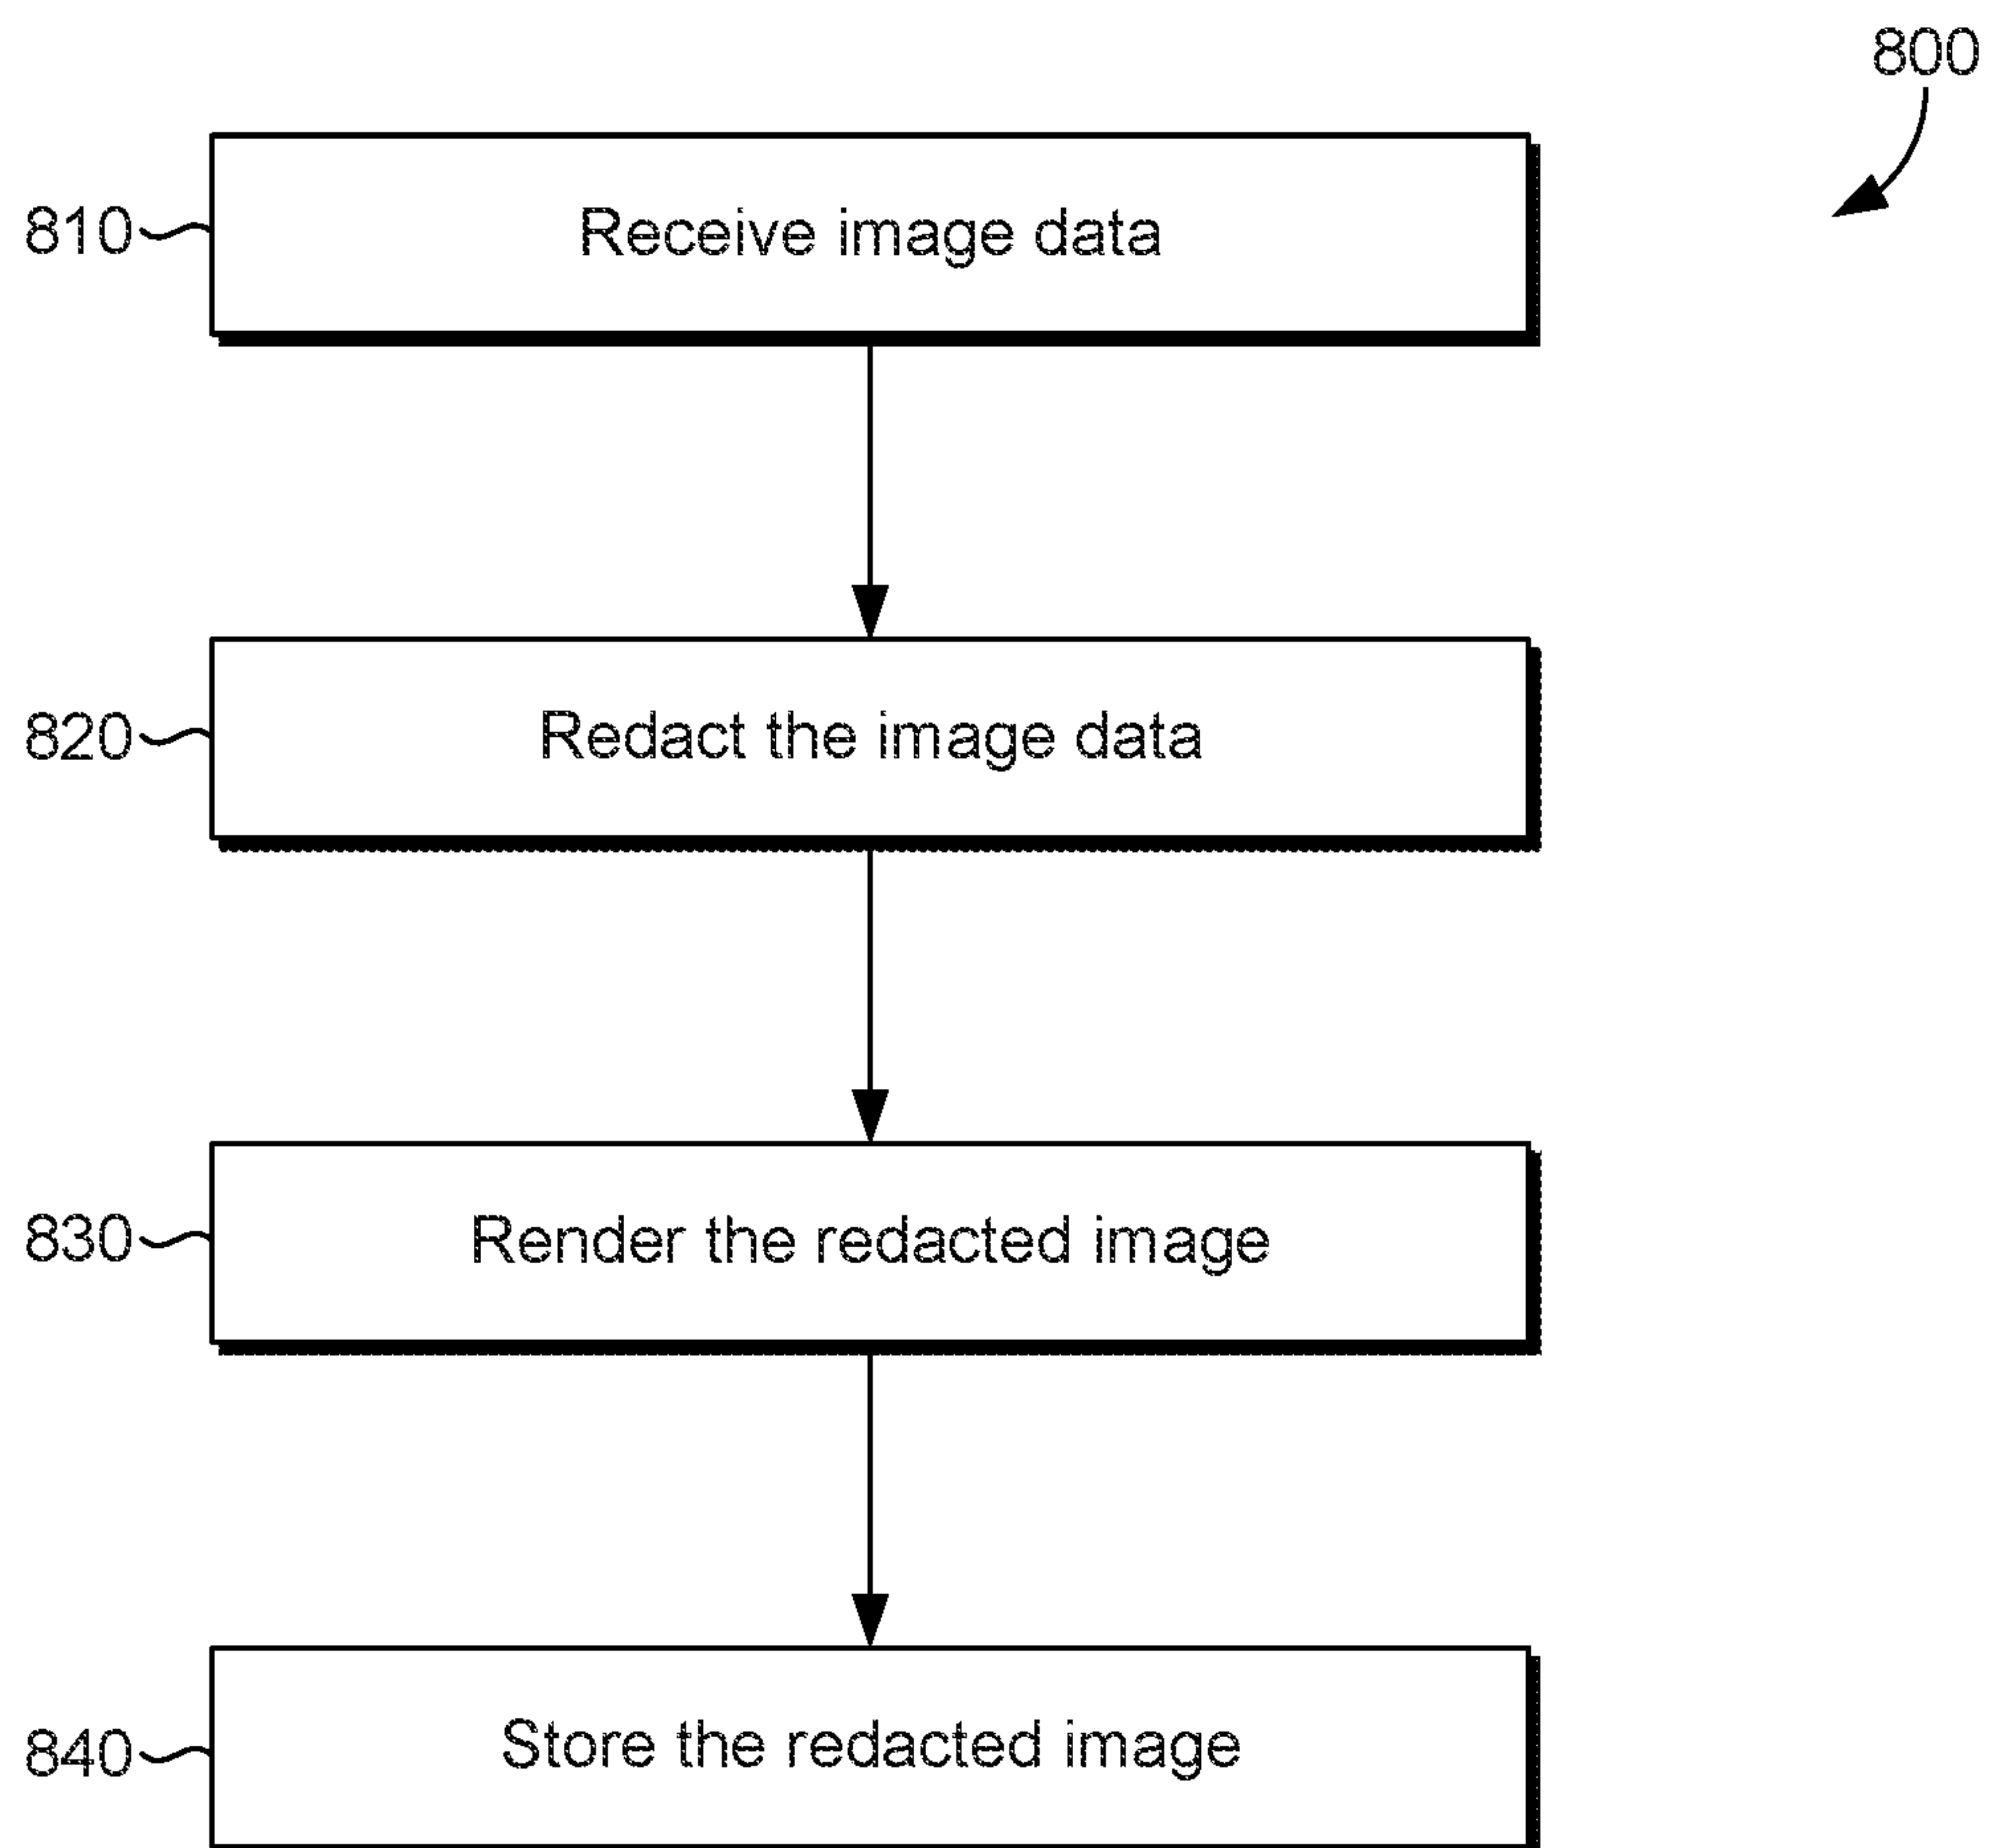 800
810 Receive image data
820 Redact the image data
830 Render the redacted image
840 Store the redacted image